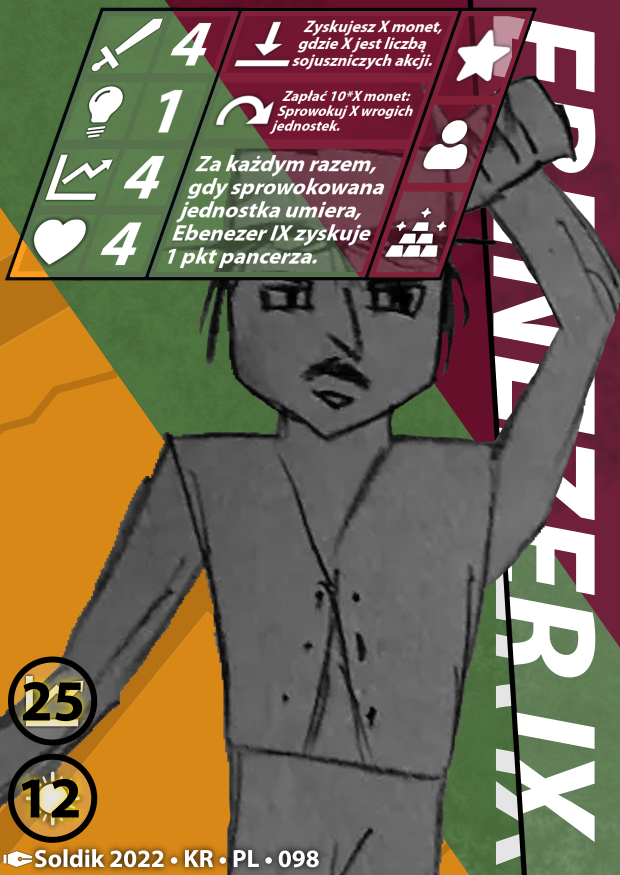 4
1
4
4
Zyskujesz X monet,
gdzie X jest liczbą
sojuszniczych akcji.
Zapłać 10*X monet:
Sprowokuj X wrogich
jednostek.
Za każdym razem,
gdy sprowokowana
jednostka umiera,
Ebenezer IX zyskuje
1 pkt pancerza.
EBENEZER IX
25
12
Soldik 2022 • KR • PL • 098